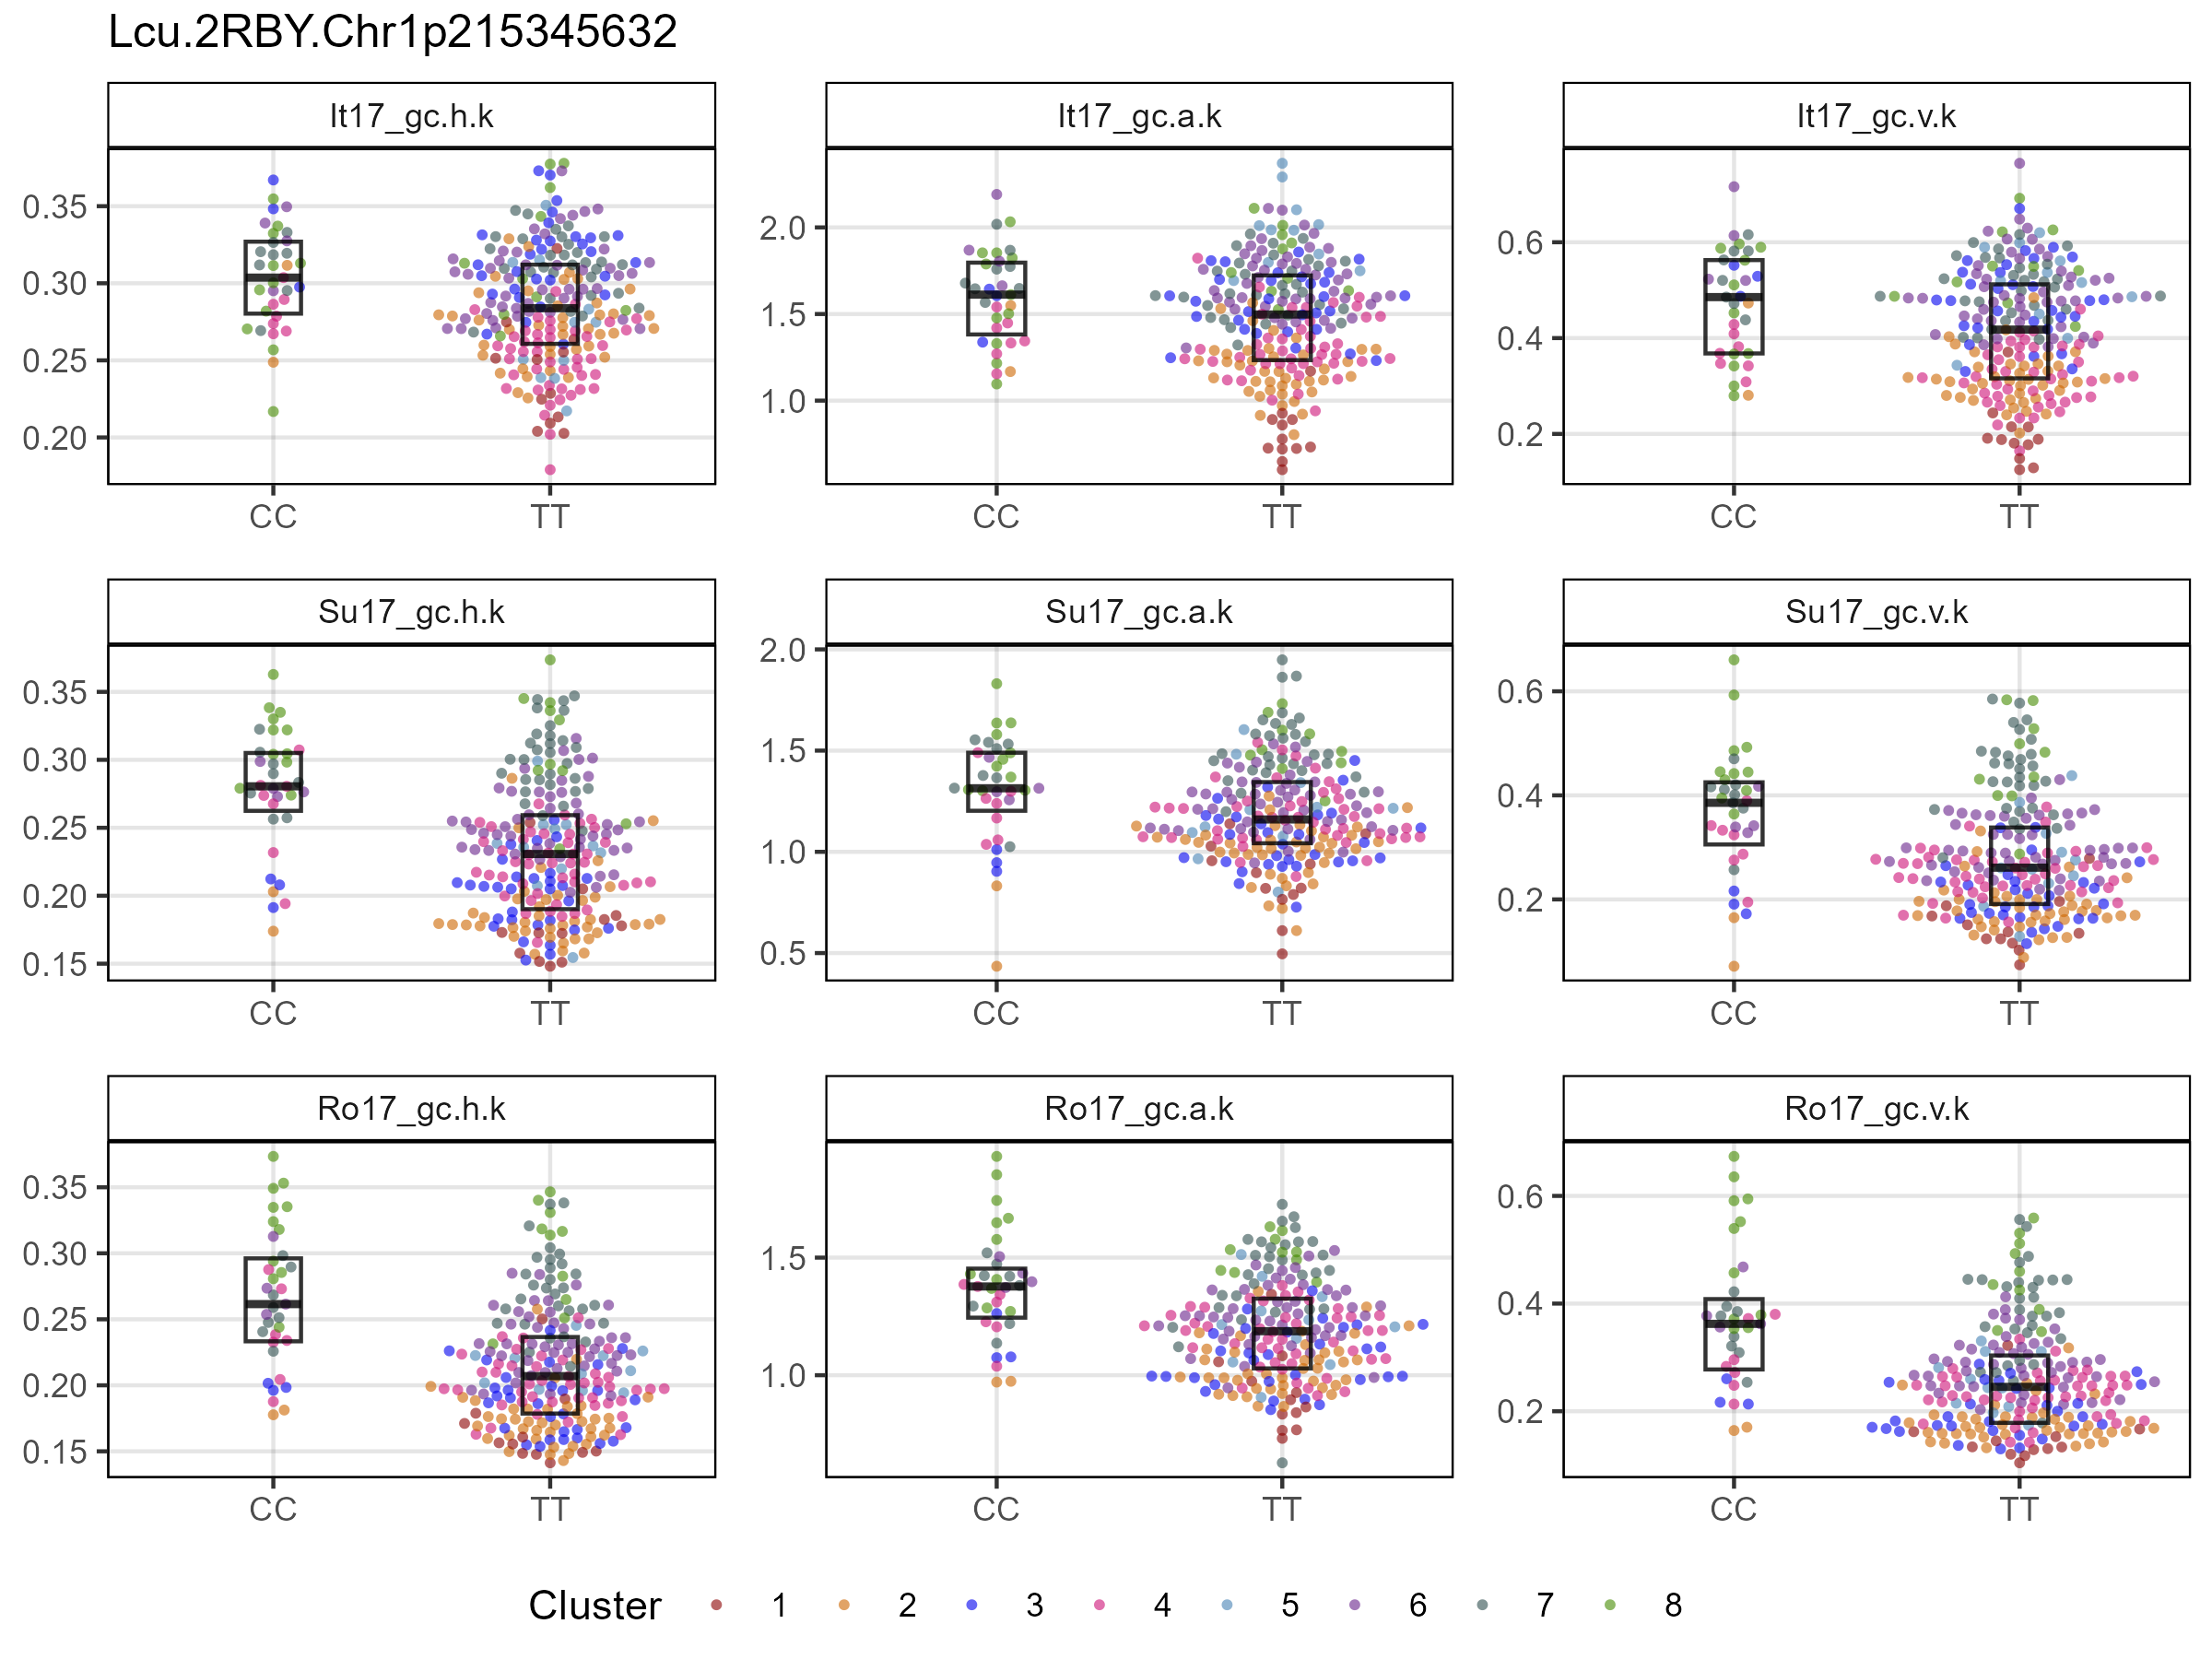 Lcu.2RBY.Chr1p215345632
It17_gc.h.k
It17_gc.a.k
It17_gc.v.k
0.35
0.30
0.25
0.20
2.0
1.5
1.0
0.6
0.4
0.2
CC TT
CC TT
CC TT
Su17_gc.h.k
Su17_gc.a.k
Su17_gc.v.k
0.35
0.30
0.25
0.20
0.15
2.0
1.5
1.0
0.5
0.6
0.4
0.2
CC TT
CC TT
CC TT
Ro17_gc.h.k
Ro17_gc.a.k
Ro17_gc.v.k
0.35
0.30
0.25
0.20
0.15
1.5
1.0
0.6
0.4
0.2
CC TT
CC TT
CC TT
Cluster 1 2 3 4 5 6 7 8